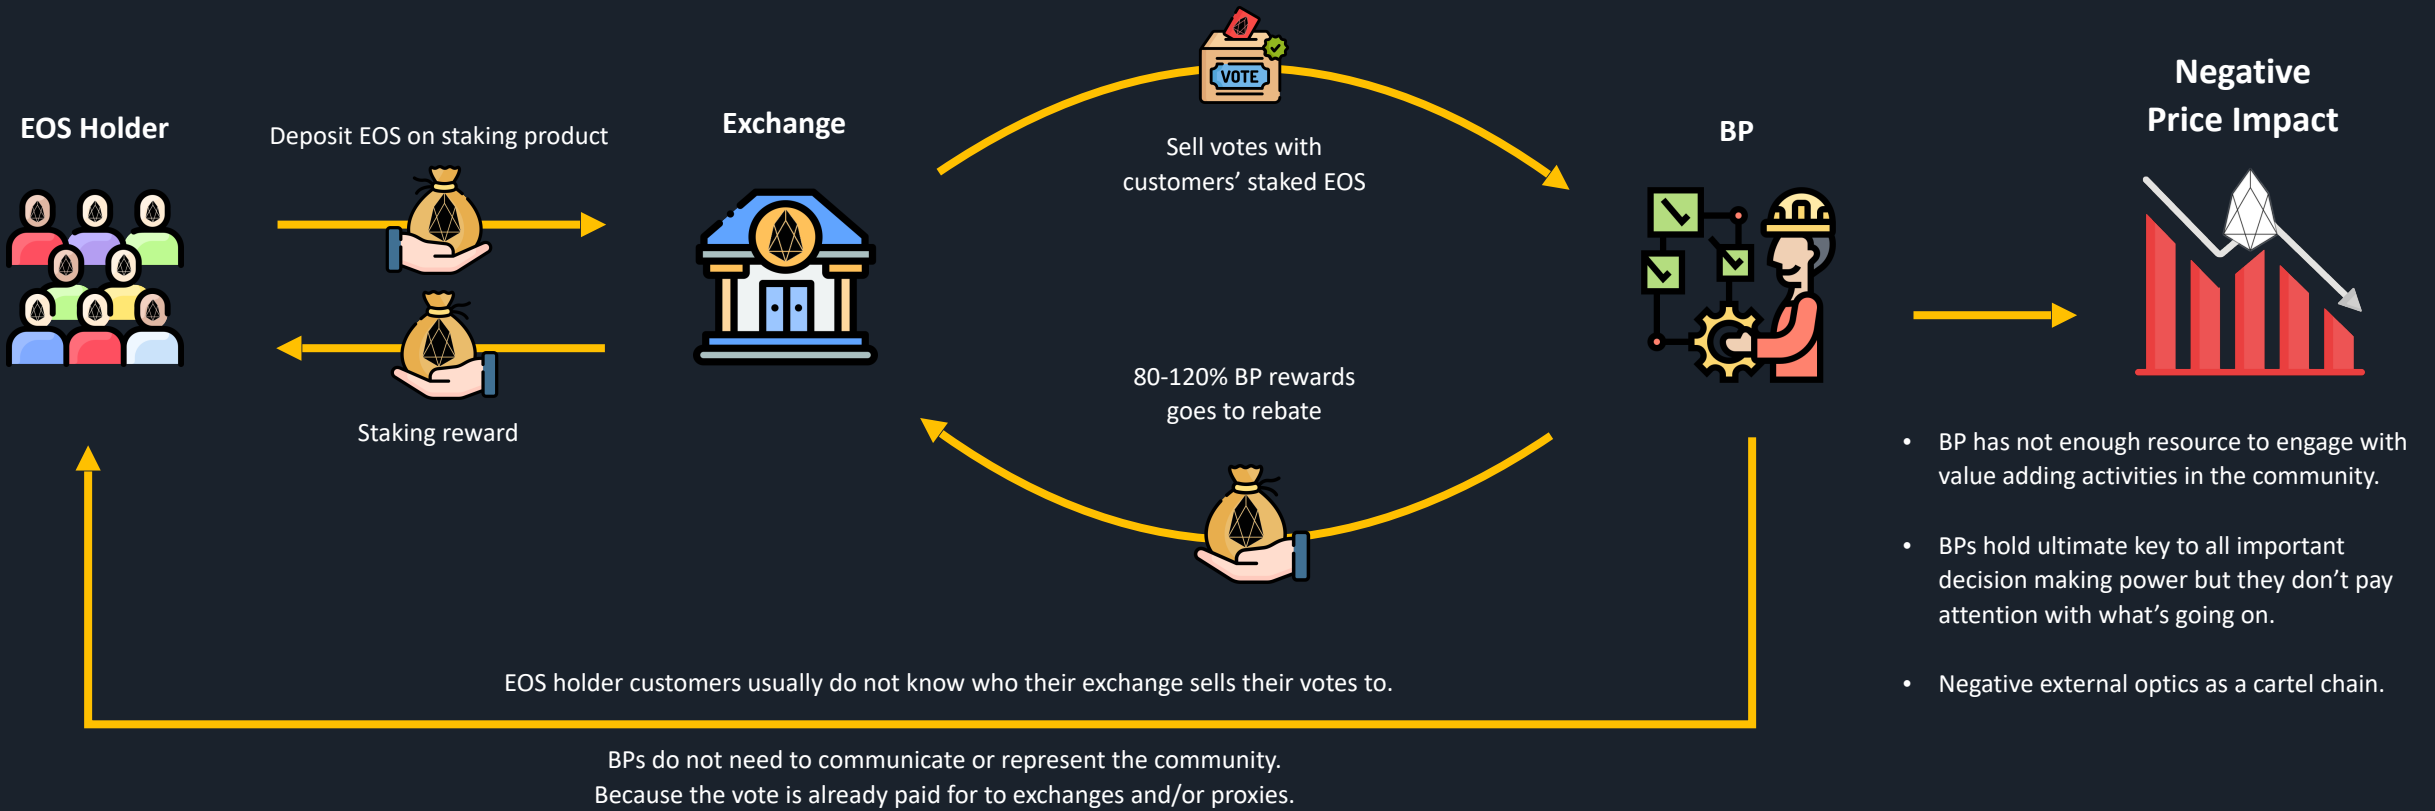 EOS Holder
Deposit EOS on staking product
Staking reward
Exchange
VOTE
Sell votes with
customers’ staked EOS
80-120% BP rewards
goes to rebate
BP
Negative
Price Impact
• BP has not enough resource to engage with
value adding activities in the community.
• BPs hold ultimate key to all important
decision making power but they don’t pay
attention with what’s going on.
• Negative external optics as a cartel chain.
EOS holder customers usually do not know who their exchange sells their votes to.
BPs do not need to communicate or represent the community.
Because the vote is already paid for to exchanges and/or proxies.